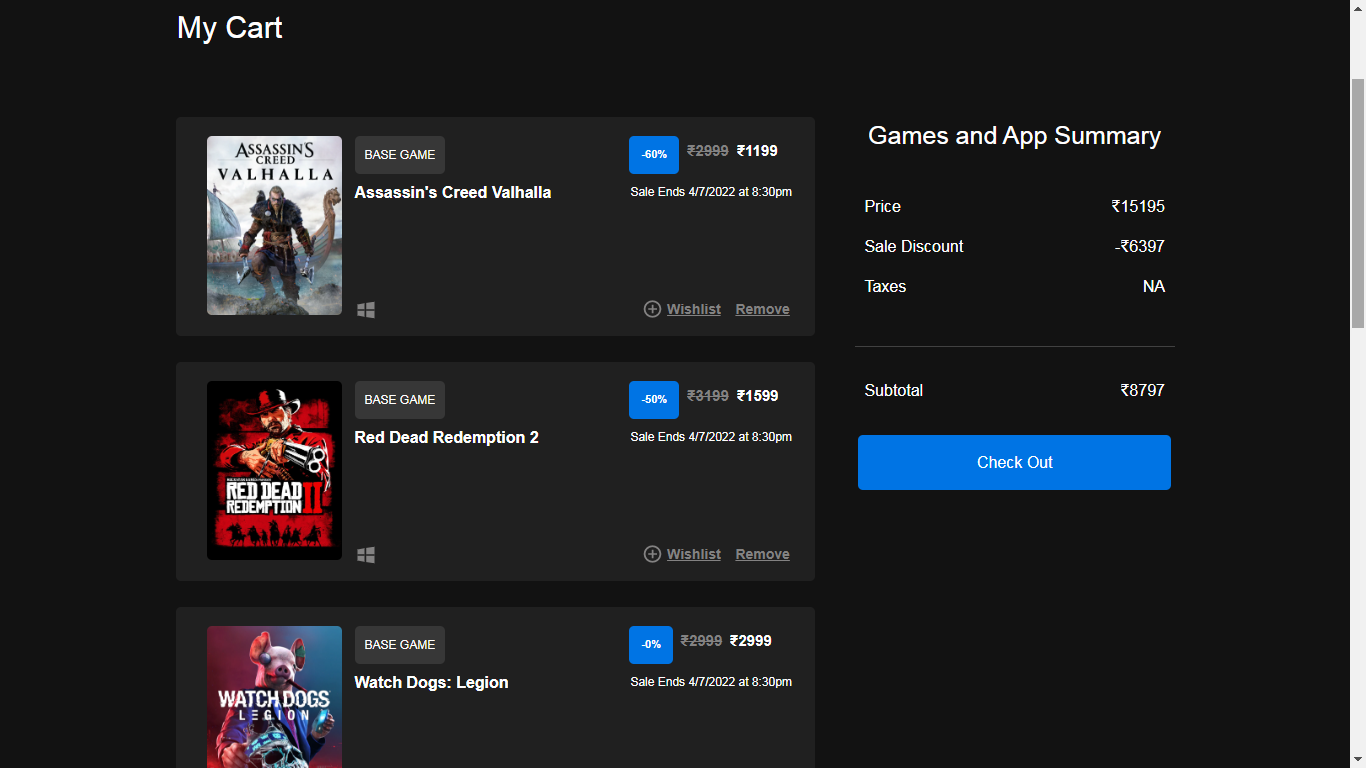 My Cart
ASSASSIN'S
CREED
VALHALLA
BASE GAME
Assassin's Creed Valhalla
-60% ₹2999 ₹1199
Sale Ends 4/7/2022 at 8:30pm
Wishlist Remove
RED DEAD
REDEMPTION II
BASE GAME
Red Dead Redemption 2
-50% ₹3199 ₹1599
Sale Ends 4/7/2022 at 8:30pm
Wishlist Remove
WATCH DOGS
LEGION
BASE GAME
Watch Dogs: Legion
-0% ₹2999 ₹2999
Sale Ends 4/7/2022 at 8:30pm
Games and App Summary
Price ₹15195
Sale Discount -₹6397
Taxes NA
Subtotal ₹8797
Check Out